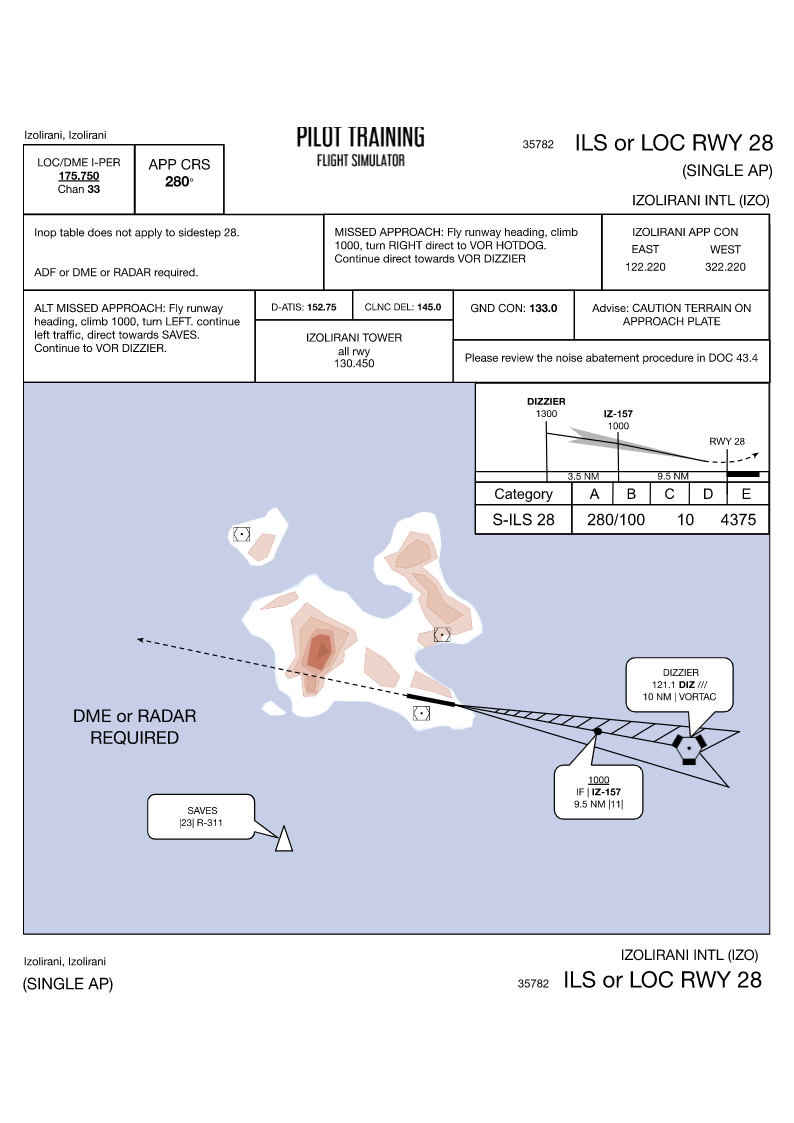 Izolirani, Izolirani
PILOT TRAINING
FLIGHT SIMULATOR
35782 ILS or LOC RWY 28
(SINGLE AP)
IZOLIRANI INTL (IZO)
LOC/DME I-PER
175.750
Chan 33
APP CRS
280°
Inop table does not apply to sidestep 28.
ADF or DME or RADAR required.
MISSED APPROACH: Fly runway heading, climb
1000, turn RIGHT direct to VOR HOTDOG.
Continue direct towards VOR DIZZIER
IZOLIRANI APP CON
EAST WEST
122.220 322.220
ALT MISSED APPROACH: Fly runway
heading, climb 1000, turn LEFT. continue
left traffic, direct towards SAVES.
Continue to VOR DIZZIER.
D-ATIS: 152.75
CLNC DEL: 145.0
IZOLIRANI TOWER
all rwy
130.450
GND CON: 133.0
Advise: CAUTION TERRAIN ON
APPROACH PLATE
Please review the noise abatement procedure in DOC 43.4
DIZZIER
1300
IZ-157
1000
RWY 28
3.5 NM 9.5 NM
Category A B C D E
S-ILS 28 280/100 10 4375
DIZZIER
121.1 DIZ ///
10 NM | VORTAC
DME or RADAR
REQUIRED
1000
IF | IZ-157
9.5 NM |11|
SAVES
|23| R-311
Izolirani, Izolirani
(SINGLE AP)
IZOLIRANI INTL (IZO)
35782 ILS or LOC RWY 28